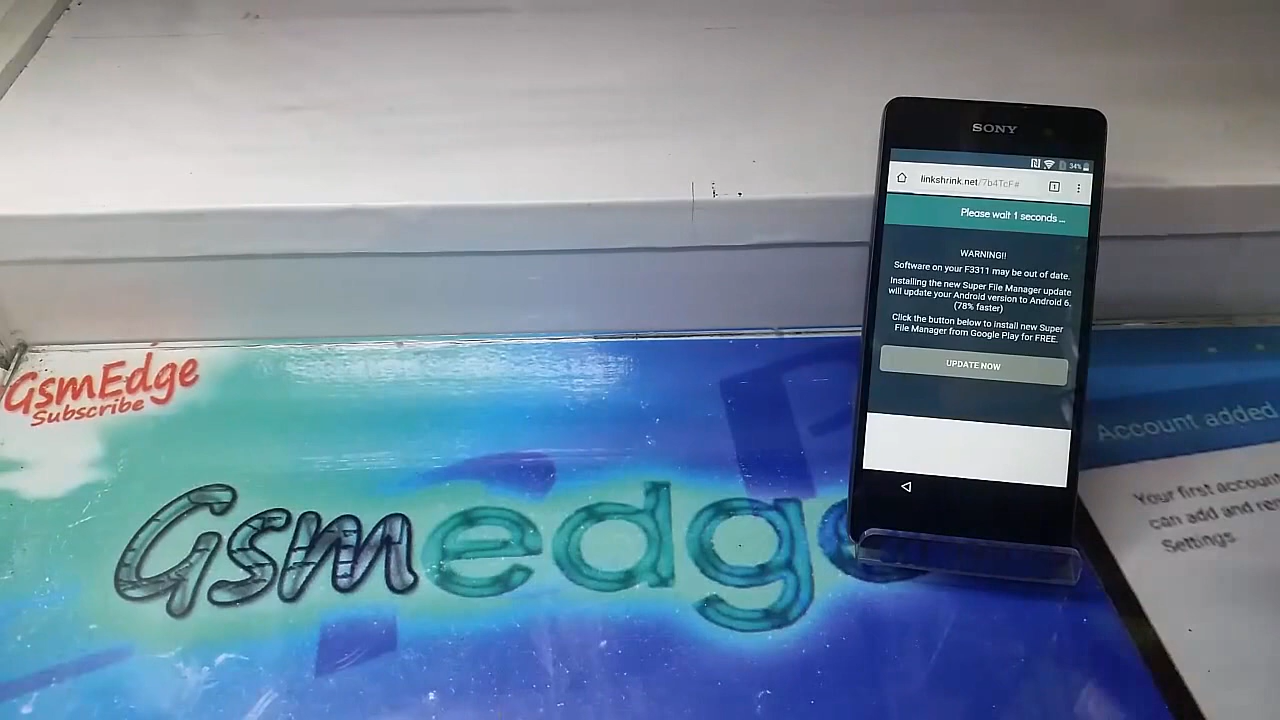 SONY
34%
linkshrink.net/7b4TcF#
1
Please wait 1 seconds ...
WARNING!!
Software on your F3311 may be out of date.
Installing the new Super File Manager update
will update your Android version to Android 6.
(78% faster)
Click the button below to install new Super
File Manager from Google Play for FREE.
UPDATE NOW
GsmEdge
Subscribe
Gsmedge
Account added
Your first account
can add and
Settings